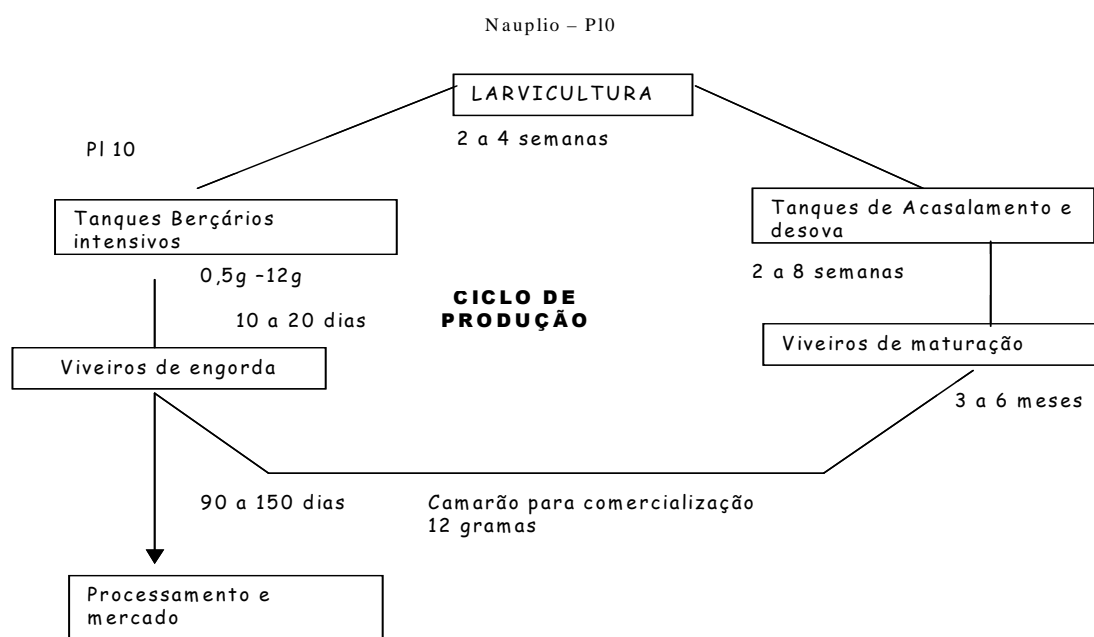 Nauplio – Pl0
LARVICULTURA
2 a 4 semanas
Pl 10
Tanques Berçários
intensivos
Tanques de Acasalamento e
desova
0,5g –12g
2 a 8 semanas
CICLO DE
PRODUÇÃO
10 a 20 dias
Viveiros de maturação
Viveiros de engorda
3 a 6 meses
90 a 150 dias
Camarão para comercialização
12 gramas
Processamento e
mercado